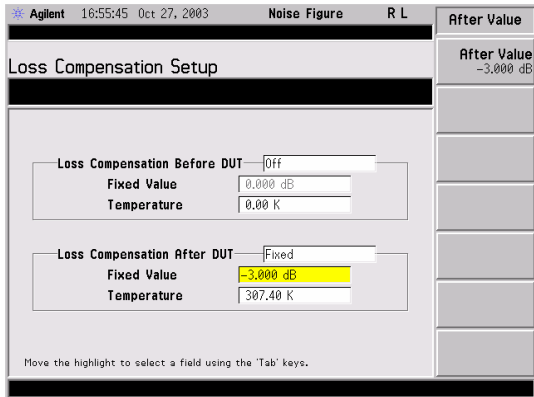 Agilent 16:55:45 Oct 27, 2003 Noise Figure R L
After Value
Loss Compensation Setup
After Value
-3.000 dB
Loss Compensation Before DUT Off
Fixed Value 0.000 dB
Temperature 0.00 K
Loss Compensation After DUT Fixed
Fixed Value -3.000 dB
Temperature 307.40 K
Move the highlight to select a field using the 'Tab' keys.